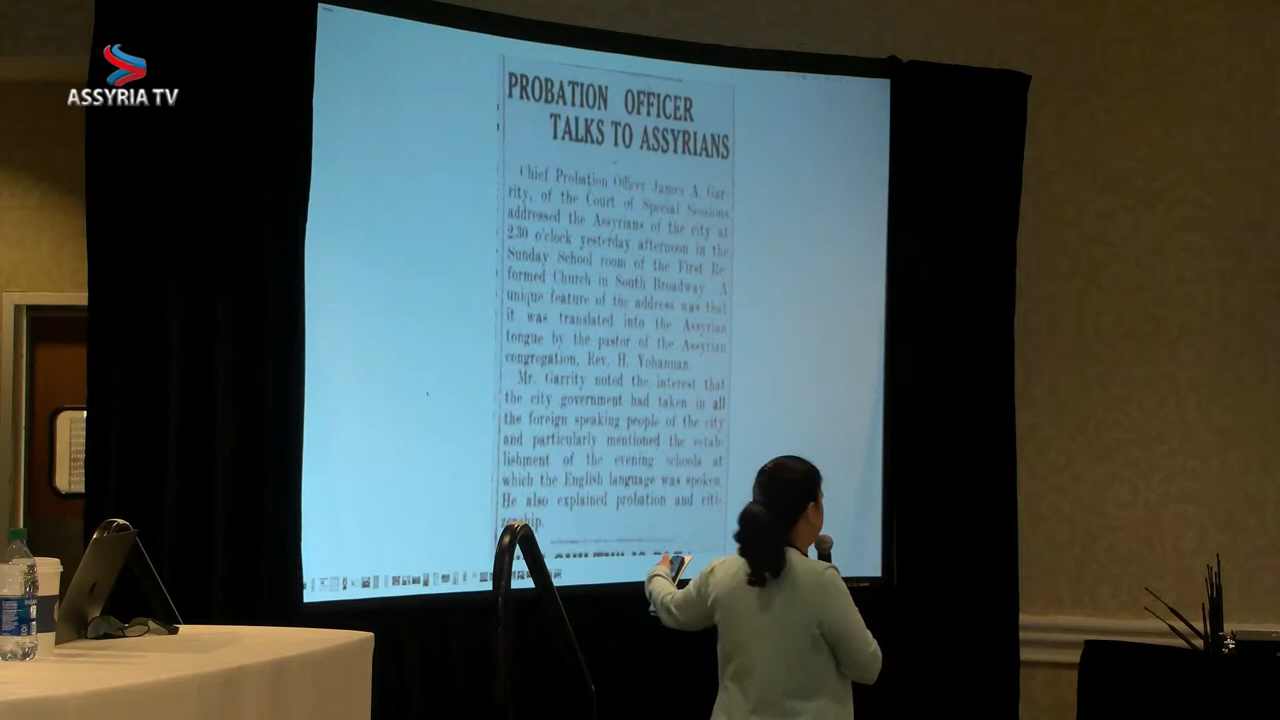 ASSYRIA TV
PROBATION OFFICER
TALKS TO ASSYRIANS
Chief Probation Officer James A. Gar
rity, of the Court of Special Sessions
addressed the Assyrians of the city at
2.30 o'clock yesterday afternoon in the
Sunday School room of the First Re
formed Church in South Broadway. A
unique feature of the address was that
it was translated into the Assyrian
tongue by the pastor of the Assyrian
congregation, Rev. H. Yohannan.
Mr. Garrity noted the interest that
the city government had taken in all
the foreign speaking people of the city
and particularly mentioned the estab-
lishment of the evening schools at
which the English language was spoken.
He also explained probation and citi-
zenship.